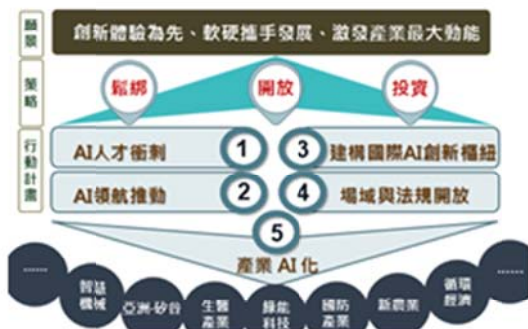 願景
創新體驗為先、軟硬攜手發展、激發產業最大動能
策略
鬆綁
開放
投資
行動計畫
AI人才衝刺
1
3
建構國際AI創新樞紐
AI領航推動
2
4
場域與法規開放
5
產業 AI 化
......
智慧
機械
亞洲‧矽谷
生醫
產業
綠能
科技
國防
產業
新農業
循環
經濟
......